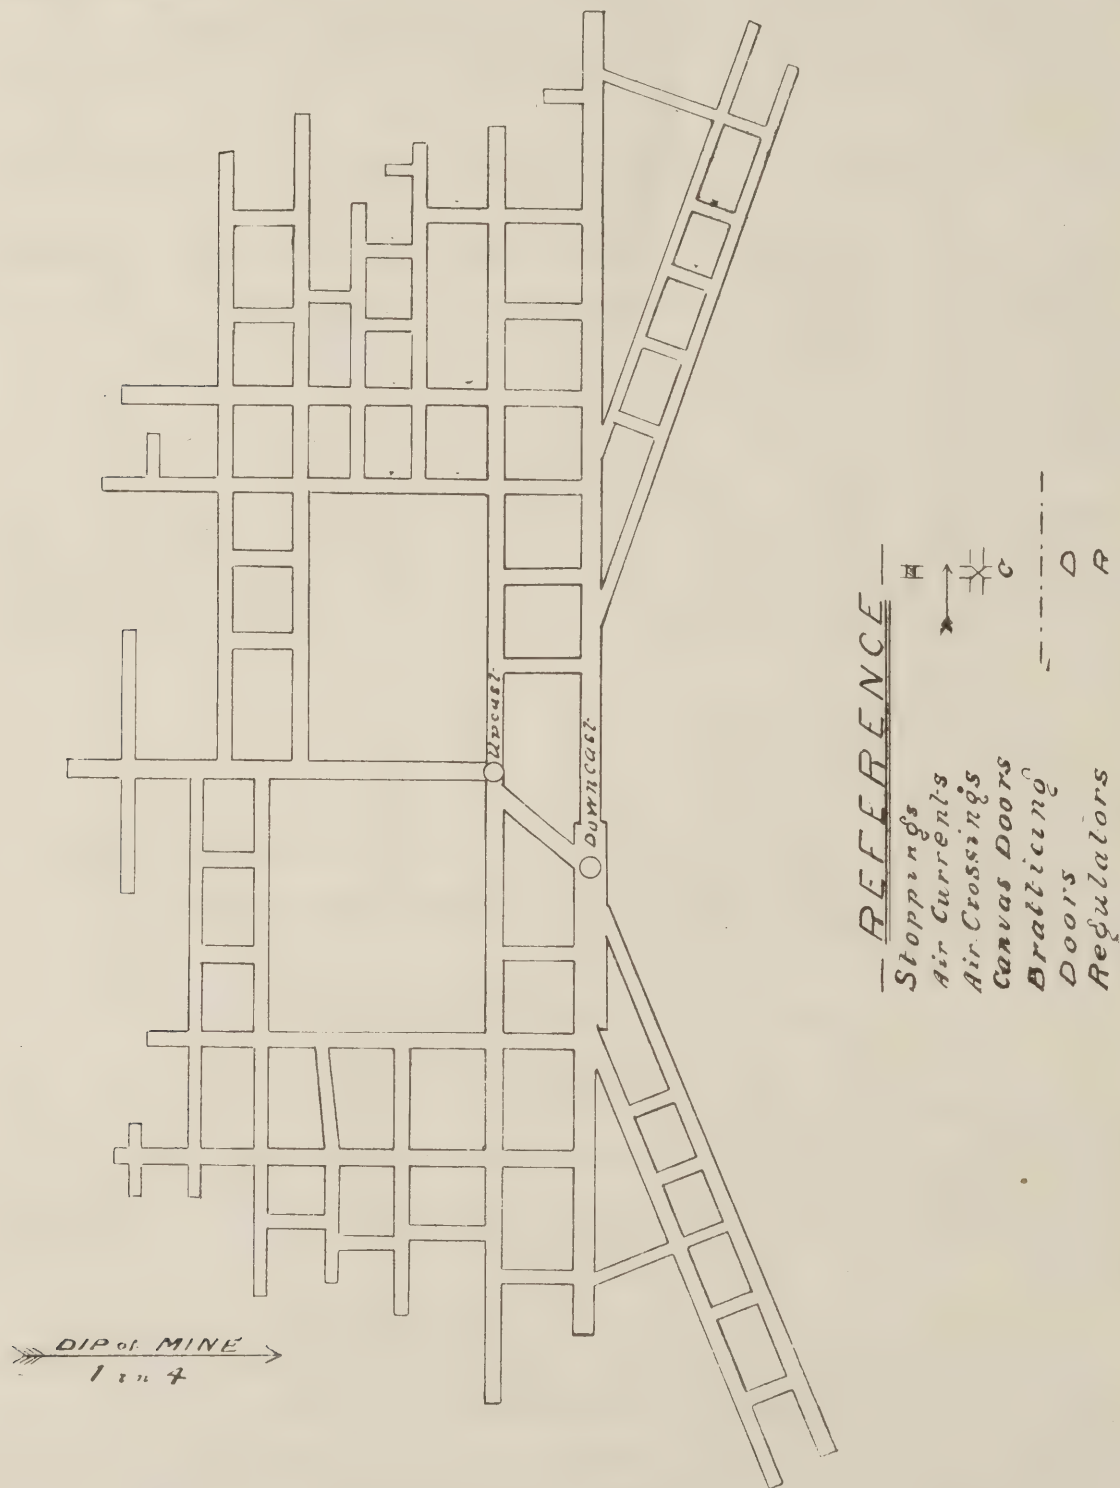 Upcast
Downcast
DIP of MINE
1 in 4
REFERENCE
Stoppings
Air Currents
Air Crossings
Canvas Doors C
Bratticing
Doors D
Regulators R